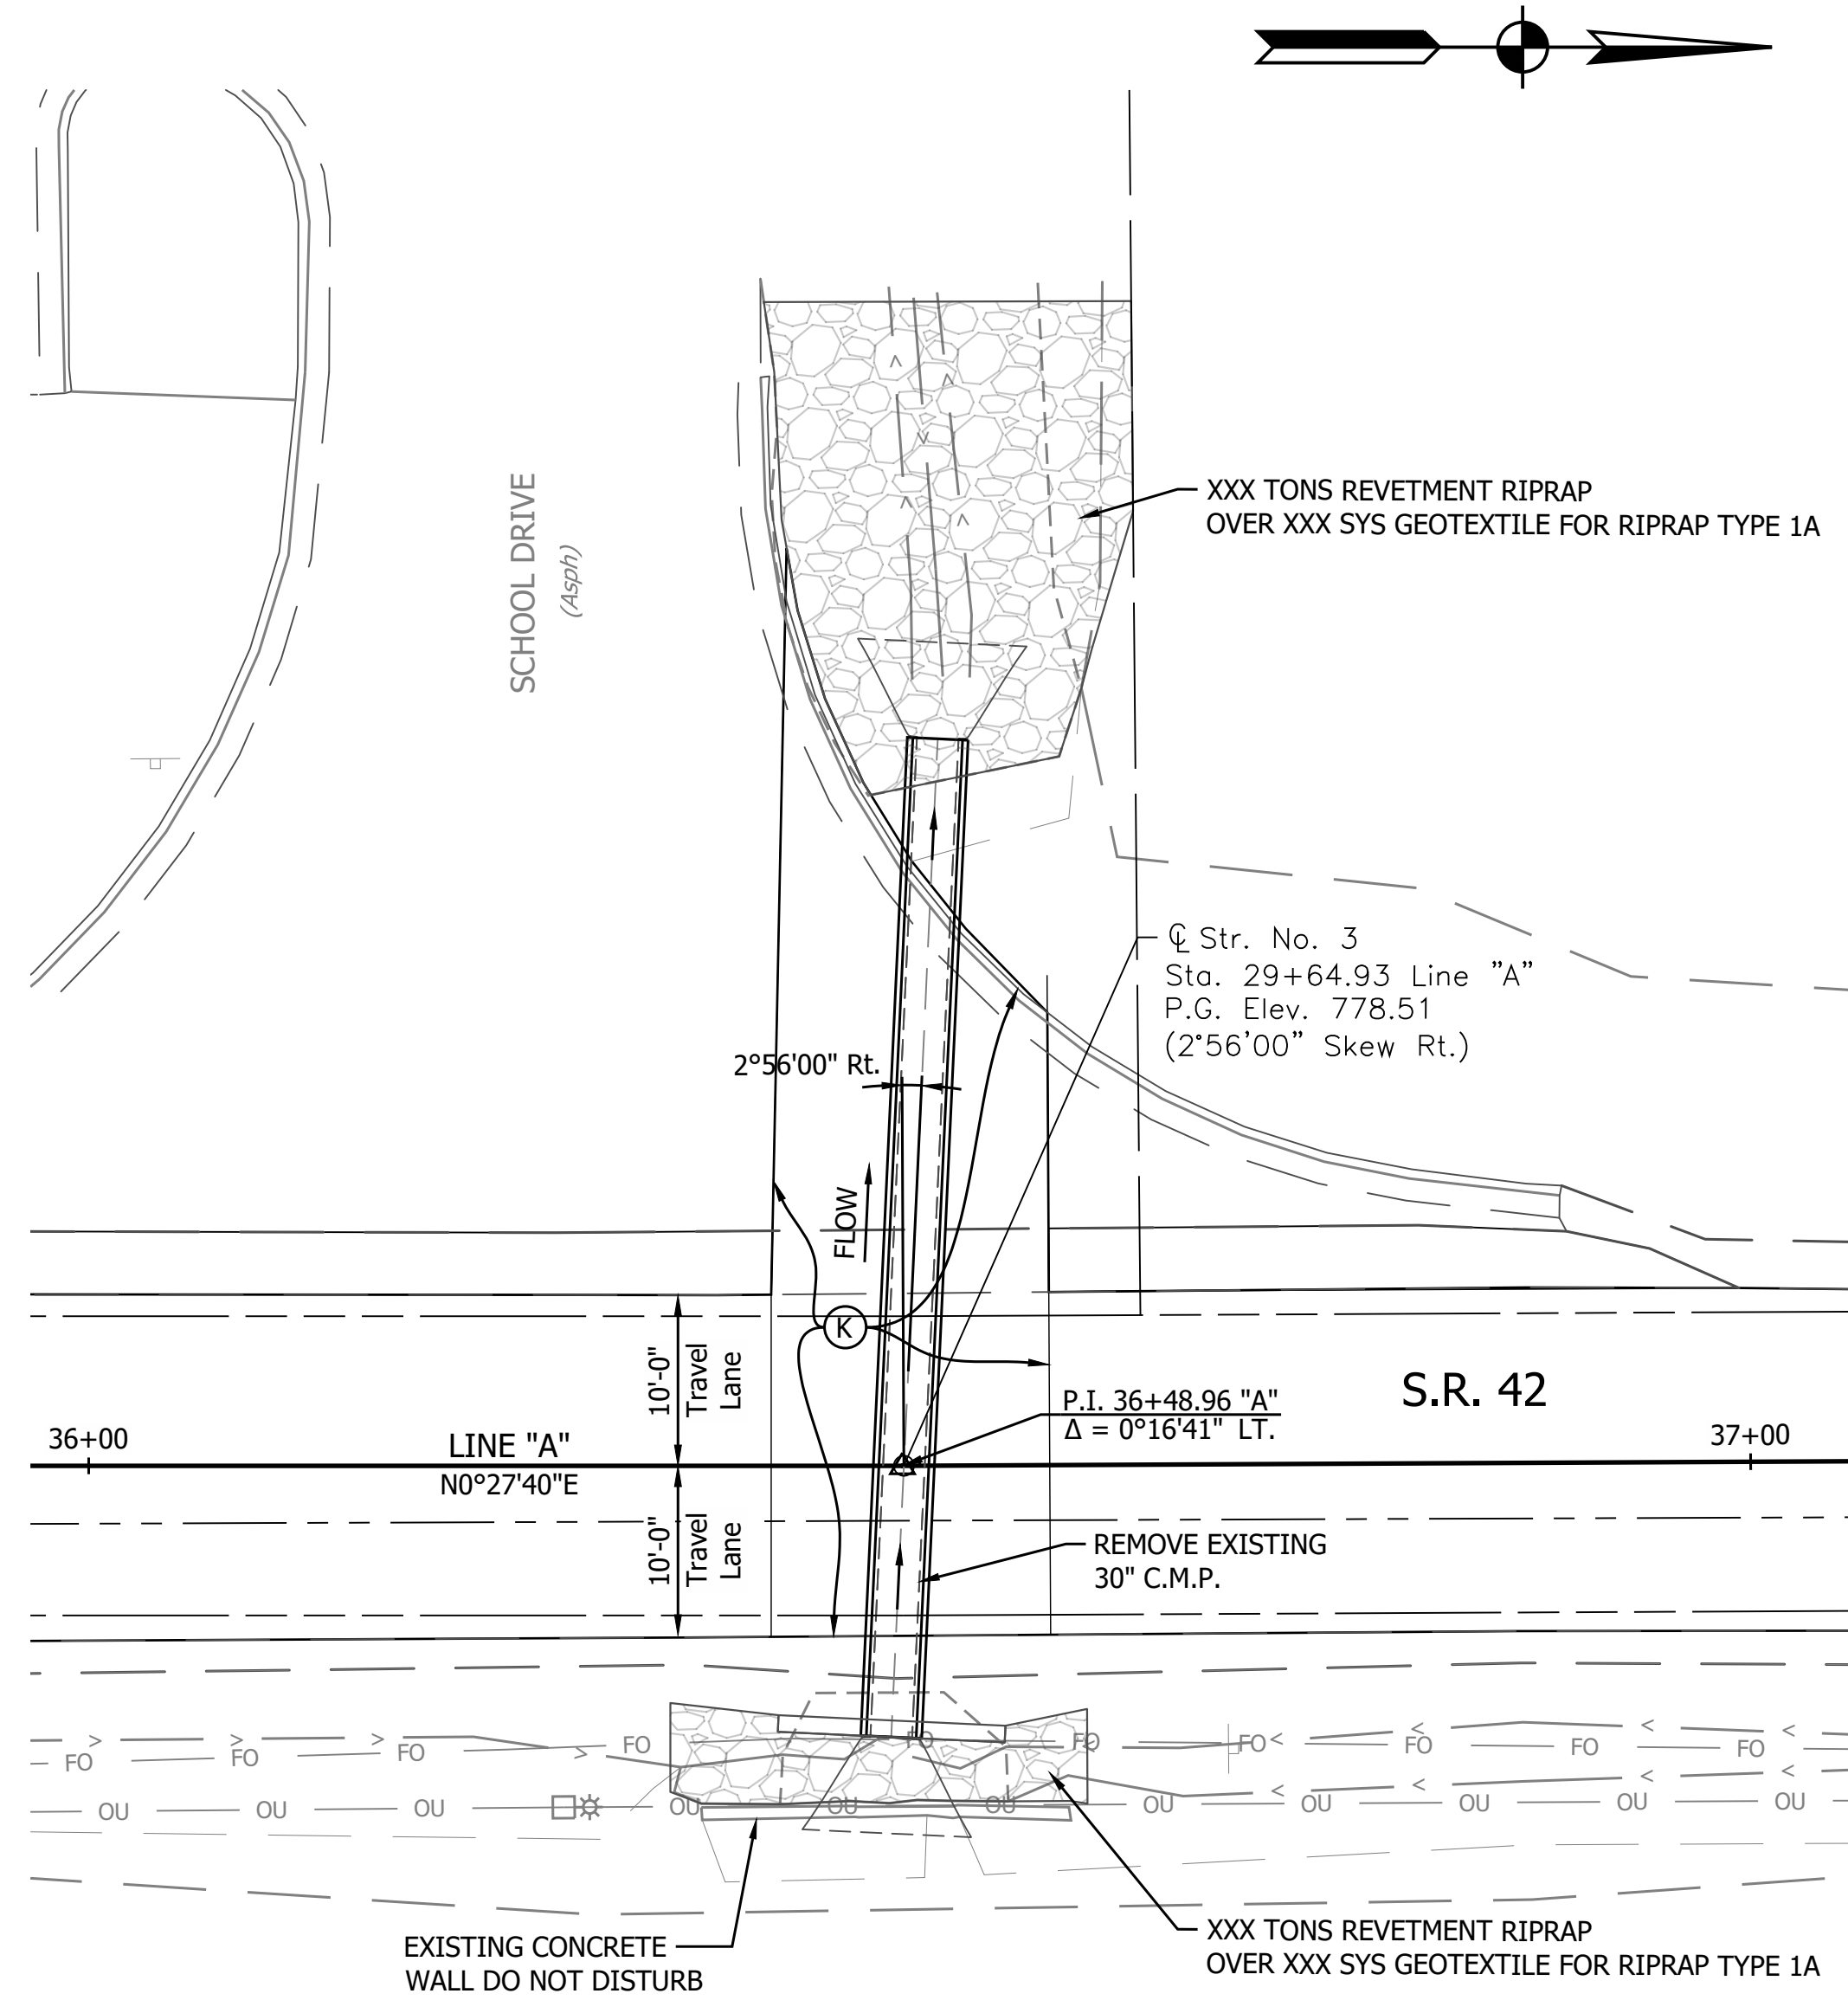 XXX TONS REVETMENT RIPRAP
OVER XXX SYS GEOTEXTILE FOR RIPRAP TYPE 1A
SCHOOL DRIVE
(Asph)
℄ Str. No. 3
Sta. 29+64.93 Line "A"
P.G. Elev. 778.51
(2°56'00" Skew Rt.)
2°56'00" Rt.
FLOW
K
10'-0"
Travel
Lane
S.R. 42
P.I. 36+48.96 "A"
Δ = 0°16'41" LT.
36+00
LINE "A"
37+00
N0°27'40"E
10'-0"
Travel
Lane
REMOVE EXISTING
30" C.M.P.
FO FO FO FO FO FO FO FO FO FO FO
OU OU OU OU OU OU OU OU OU OU OU
XXX TONS REVETMENT RIPRAP
OVER XXX SYS GEOTEXTILE FOR RIPRAP TYPE 1A
EXISTING CONCRETE
WALL DO NOT DISTURB